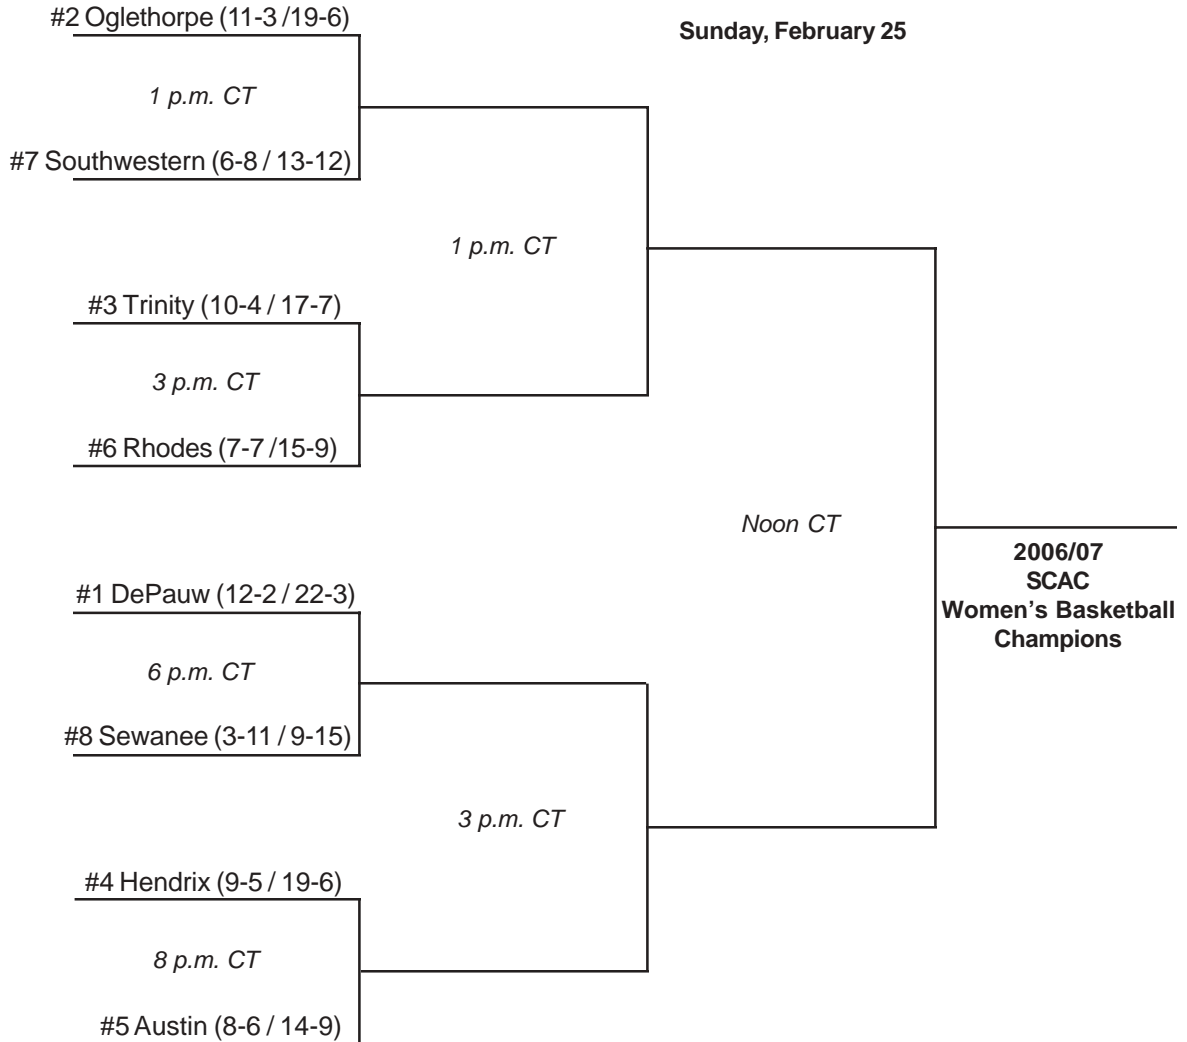 #2 Oglethorpe (11-3 /19-6)
Sunday, February 25
1 p.m. CT
#7 Southwestern (6-8 / 13-12)
1 p.m. CT
#3 Trinity (10-4 / 17-7)
3 p.m. CT
#6 Rhodes (7-7 /15-9)
Noon CT
2006/07
SCAC
Women's Basketball
Champions
#1 DePauw (12-2 / 22-3)
6 p.m. CT
#8 Sewanee (3-11 / 9-15)
3 p.m. CT
#4 Hendrix (9-5 / 19-6)
8 p.m. CT
#5 Austin (8-6 / 14-9)